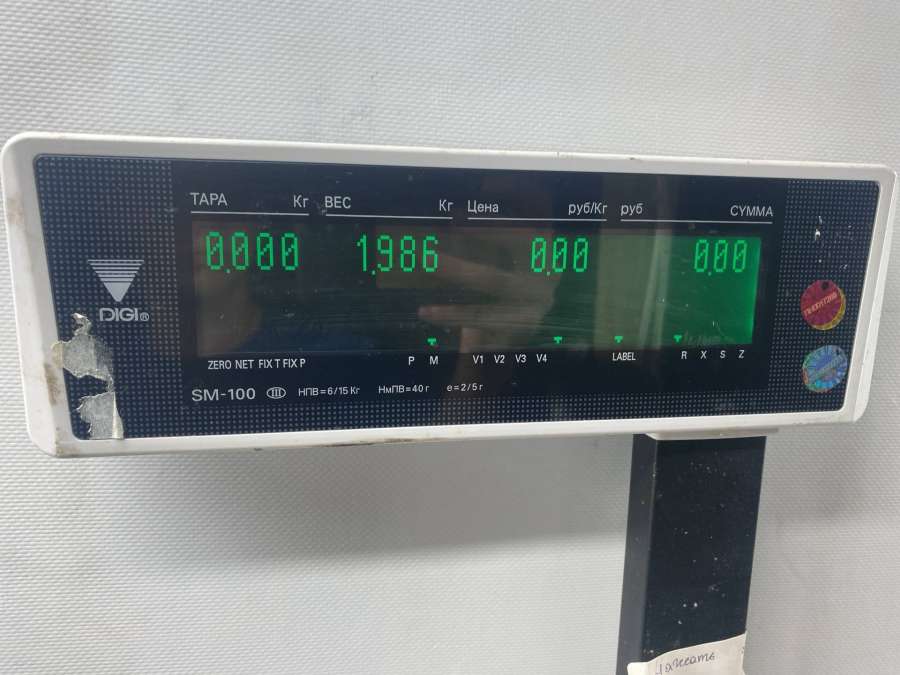 ТАРА Кг ВЕС Кг Цена руб/Кг руб СУММА
0.000 1.986 0.00 0.00
DIGI®
ZERO NET FIX T FIX P P M V1 V2 V3 V4 LABEL R X S Z
SM-100 III НПВ=6/15 Кг НмПВ=40 г e=2/5 г